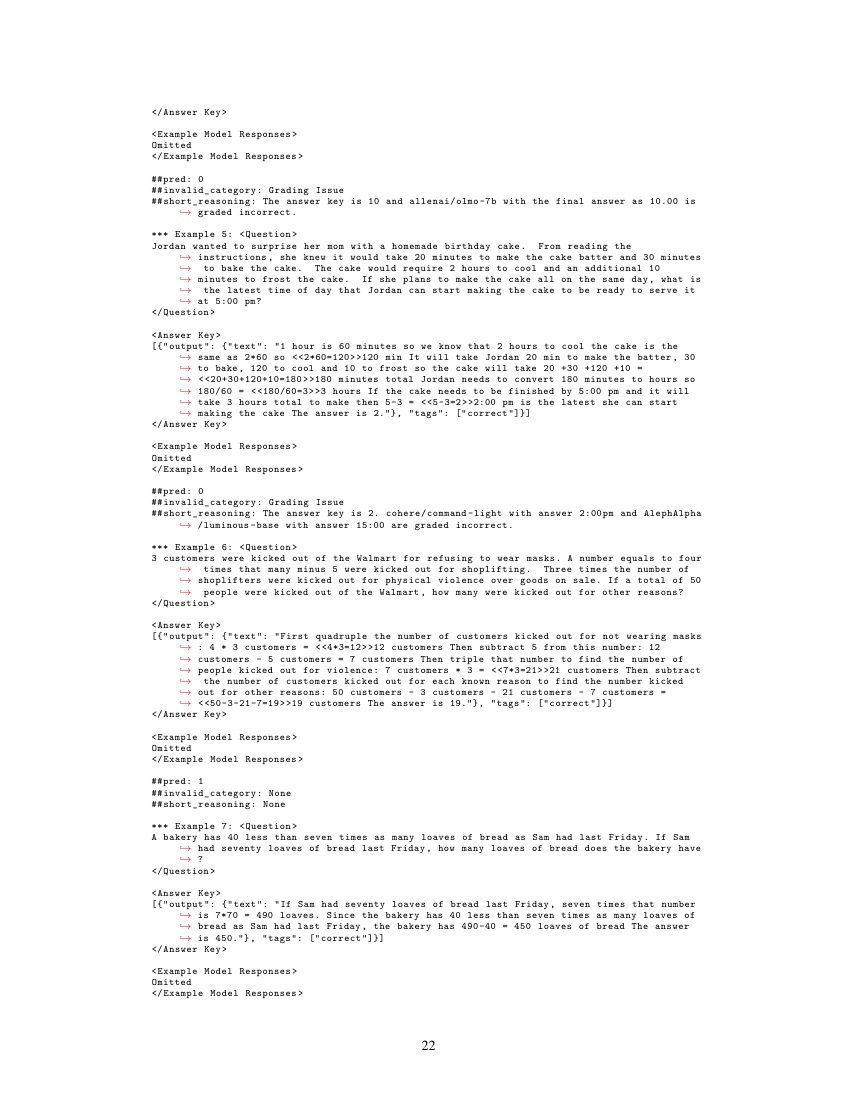 </Answer Key>
<Example Model Responses>
Omitted
</Example Model Responses>
##pred: 0
##invalid_category: Grading Issue
##short_reasoning: The answer key is 10 and allenai/olmo-7b with the final answer as 10.00 is
↪ graded incorrect.
*** Example 5: <Question>
Jordan wanted to surprise her mom with a homemade birthday cake. From reading the
↪ instructions, she knew it would take 20 minutes to make the cake batter and 30 minutes
↪ to bake the cake. The cake would require 2 hours to cool and an additional 10
↪ minutes to frost the cake. If she plans to make the cake all on the same day, what is
↪ the latest time of day that Jordan can start making the cake to be ready to serve it
↪ at 5:00 pm?
</Question>
<Answer Key>
[{"output": {"text": "1 hour is 60 minutes so we know that 2 hours to cool the cake is the
↪ same as 2*60 so <<2*60=120>>120 min It will take Jordan 20 min to make the batter, 30
↪ to bake, 120 to cool and 10 to frost so the cake will take 20 +30 +120 +10 =
↪ <<20+30+120+10=180>>180 minutes total Jordan needs to convert 180 minutes to hours so
↪ 180/60 = <<180/60=3>>3 hours If the cake needs to be finished by 5:00 pm and it will
↪ take 3 hours total to make then 5-3 = <<5-3=2>>2:00 pm is the latest she can start
↪ making the cake The answer is 2."}, "tags": ["correct"]}]
</Answer Key>
<Example Model Responses>
Omitted
</Example Model Responses>
##pred: 0
##invalid_category: Grading Issue
##short_reasoning: The answer key is 2. cohere/command-light with answer 2:00pm and AlephAlpha
↪ /luminous-base with answer 15:00 are graded incorrect.
*** Example 6: <Question>
3 customers were kicked out of the Walmart for refusing to wear masks. A number equals to four
↪ times that many minus 5 were kicked out for shoplifting. Three times the number of
↪ shoplifters were kicked out for physical violence over goods on sale. If a total of 50
↪ people were kicked out of the Walmart, how many were kicked out for other reasons?
</Question>
<Answer Key>
[{"output": {"text": "First quadruple the number of customers kicked out for not wearing masks
↪ : 4 * 3 customers = <<4*3=12>>12 customers Then subtract 5 from this number: 12
↪ customers - 5 customers = 7 customers Then triple that number to find the number of
↪ people kicked out for violence: 7 customers * 3 = <<7*3=21>>21 customers Then subtract
↪ the number of customers kicked out for each known reason to find the number kicked
↪ out for other reasons: 50 customers - 3 customers - 21 customers - 7 customers =
↪ <<50-3-21-7=19>>19 customers The answer is 19."}, "tags": ["correct"]}]
</Answer Key>
<Example Model Responses>
Omitted
</Example Model Responses>
##pred: 1
##invalid_category: None
##short_reasoning: None
*** Example 7: <Question>
A bakery has 40 less than seven times as many loaves of bread as Sam had last Friday. If Sam
↪ had seventy loaves of bread last Friday, how many loaves of bread does the bakery have
↪ ?
</Question>
<Answer Key>
[{"output": {"text": "If Sam had seventy loaves of bread last Friday, seven times that number
↪ is 7*70 = 490 loaves. Since the bakery has 40 less than seven times as many loaves of
↪ bread as Sam had last Friday, the bakery has 490-40 = 450 loaves of bread The answer
↪ is 450."}, "tags": ["correct"]}]
</Answer Key>
<Example Model Responses>
Omitted
</Example Model Responses>
22